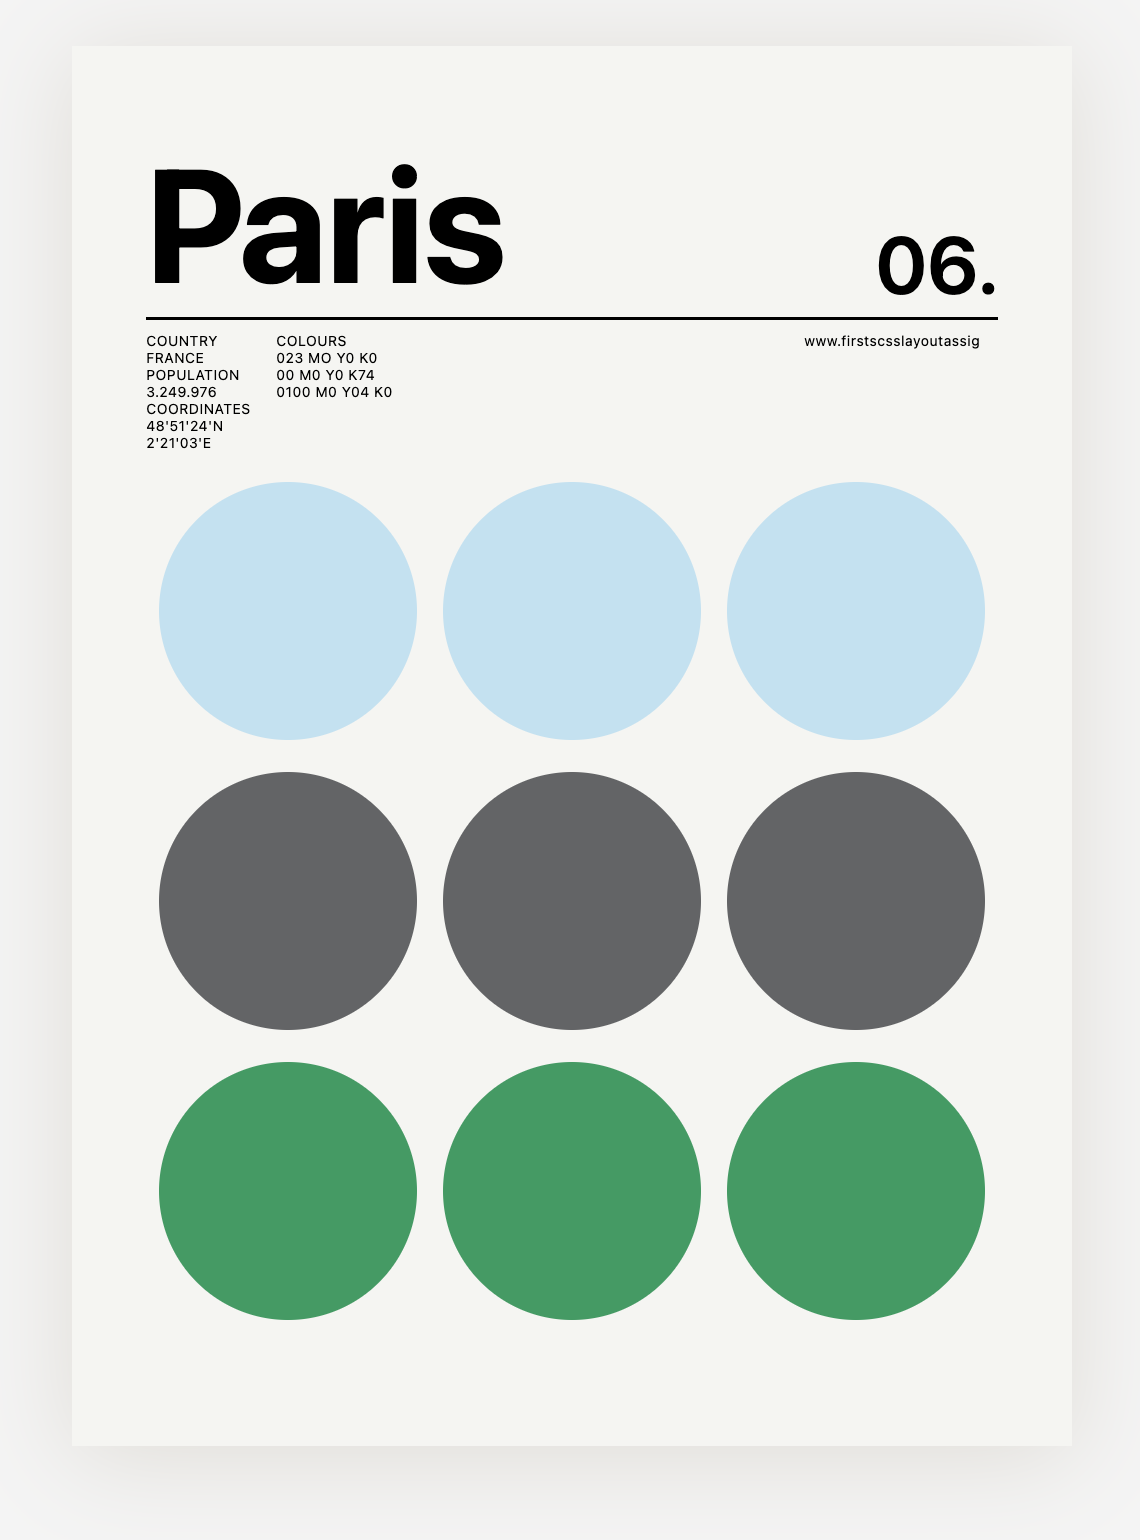 Paris
06.
COUNTRY
FRANCE
POPULATION
3.249.976
COORDINATES
48'51'24'N
2'21'03'E
COLOURS
023 MO Y0 K0
00 M0 Y0 K74
0100 M0 Y04 K0
www.firstscsslayoutassig